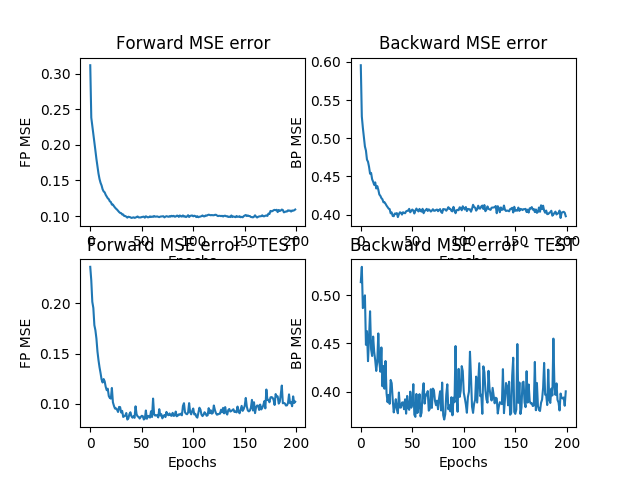 Forward MSE error
Backward MSE error
FP MSE
0.30
0.25
0.20
0.15
0.10
0 50 100 150 200
Epochs
BP MSE
0.60
0.55
0.50
0.45
0.40
0 50 100 150 200
Epochs
Forward MSE error - TEST
Backward MSE error - TEST
FP MSE
0.20
0.15
0.10
0 50 100 150 200
Epochs
BP MSE
0.50
0.45
0.40
0 50 100 150 200
Epochs